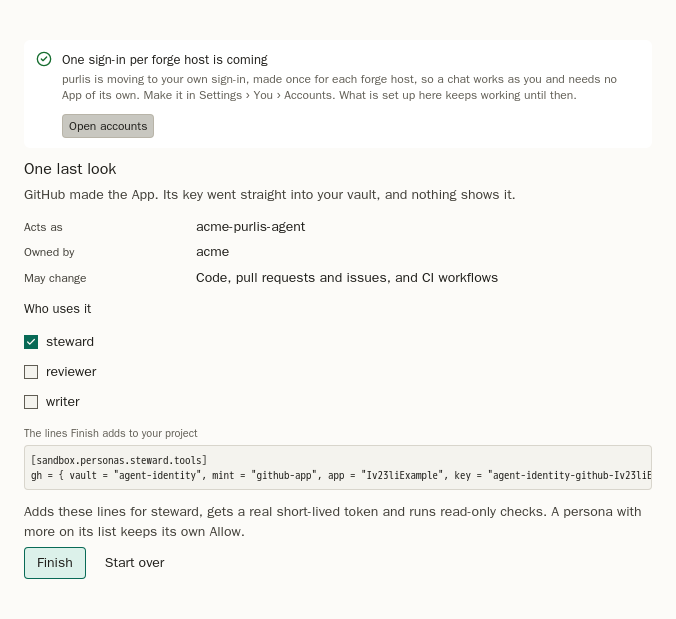 One sign-in per forge host is coming
purlis is moving to your own sign-in, made once for each forge host, so a chat works as you and needs no
App of its own. Make it in Settings › You › Accounts. What is set up here keeps working until then.
Open accounts
One last look
GitHub made the App. Its key went straight into your vault, and nothing shows it.
Acts as acme-purlis-agent
Owned by acme
May change Code, pull requests and issues, and CI workflows
Who uses it
steward
reviewer
writer
The lines Finish adds to your project
[sandbox.personas.steward.tools]
gh = { vault = "agent-identity", mint = "github-app", app = "Iv23liExample", key = "agent-identity-github-Iv23liE
Adds these lines for steward, gets a real short-lived token and runs read-only checks. A persona with
more on its list keeps its own Allow.
Finish Start over